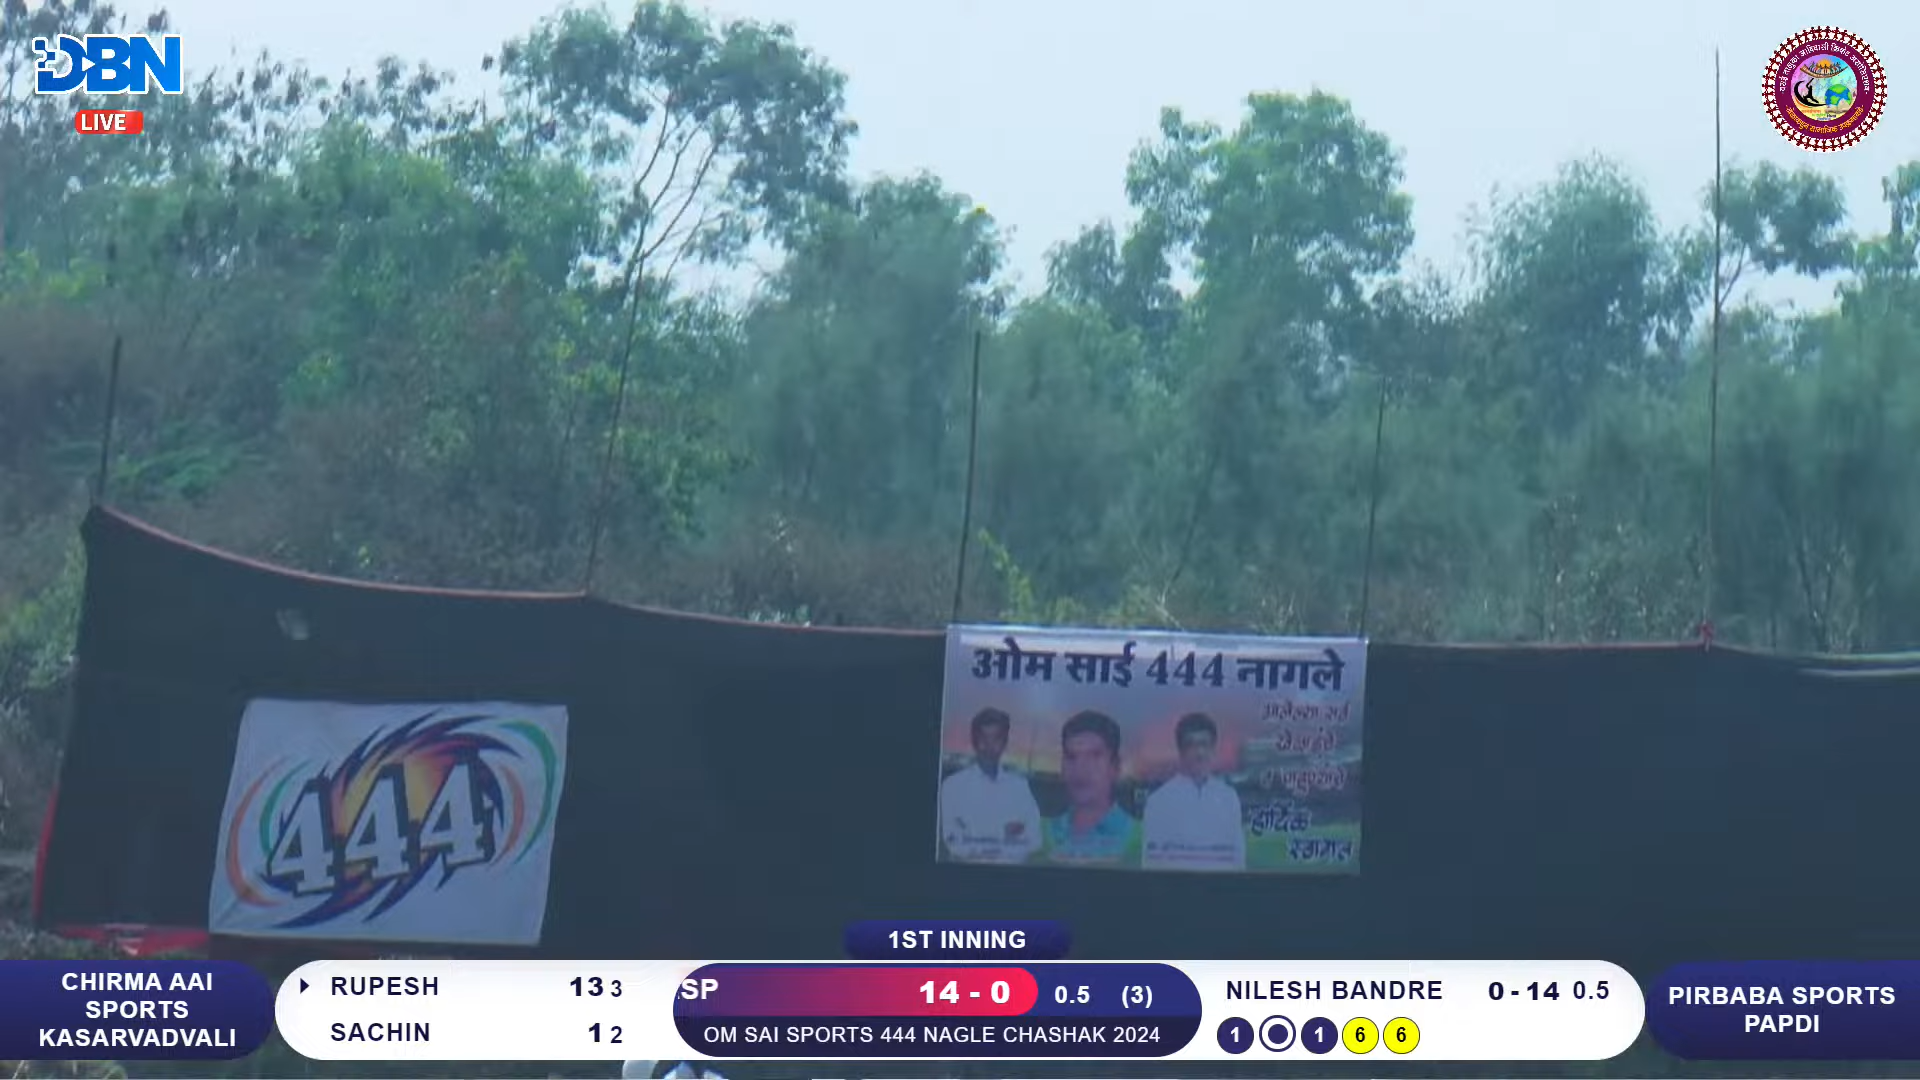 DBN
LIVE
ओम साई 444 नागले
हार्दिक
स्वागत
444
1ST INNING
CHIRMA AAI
SPORTS
KASARVADVALI
RUPESH 13 3
SACHIN 1 2
SP 14 - 0 0.5 (3)
OM SAI SPORTS 444 NAGLE CHASHAK 2024
NILESH BANDRE 0 - 14 0.5
1 1 6 6
PIRBABA SPORTS
PAPDI